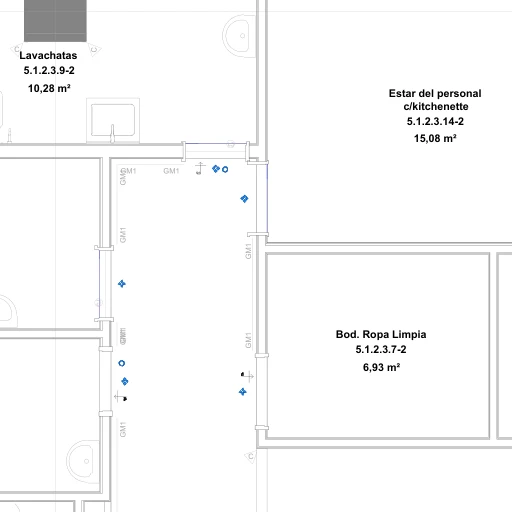 Lavachatas
5.1.2.3.9-2
10,28 m²
Estar del personal
c/kitchenette
5.1.2.3.14-2
15,08 m²
GM1
GM1
GM1
GM1
GM1
GM1
GM1
GM1
Bod. Ropa Limpia
5.1.2.3.7-2
6,93 m²
C